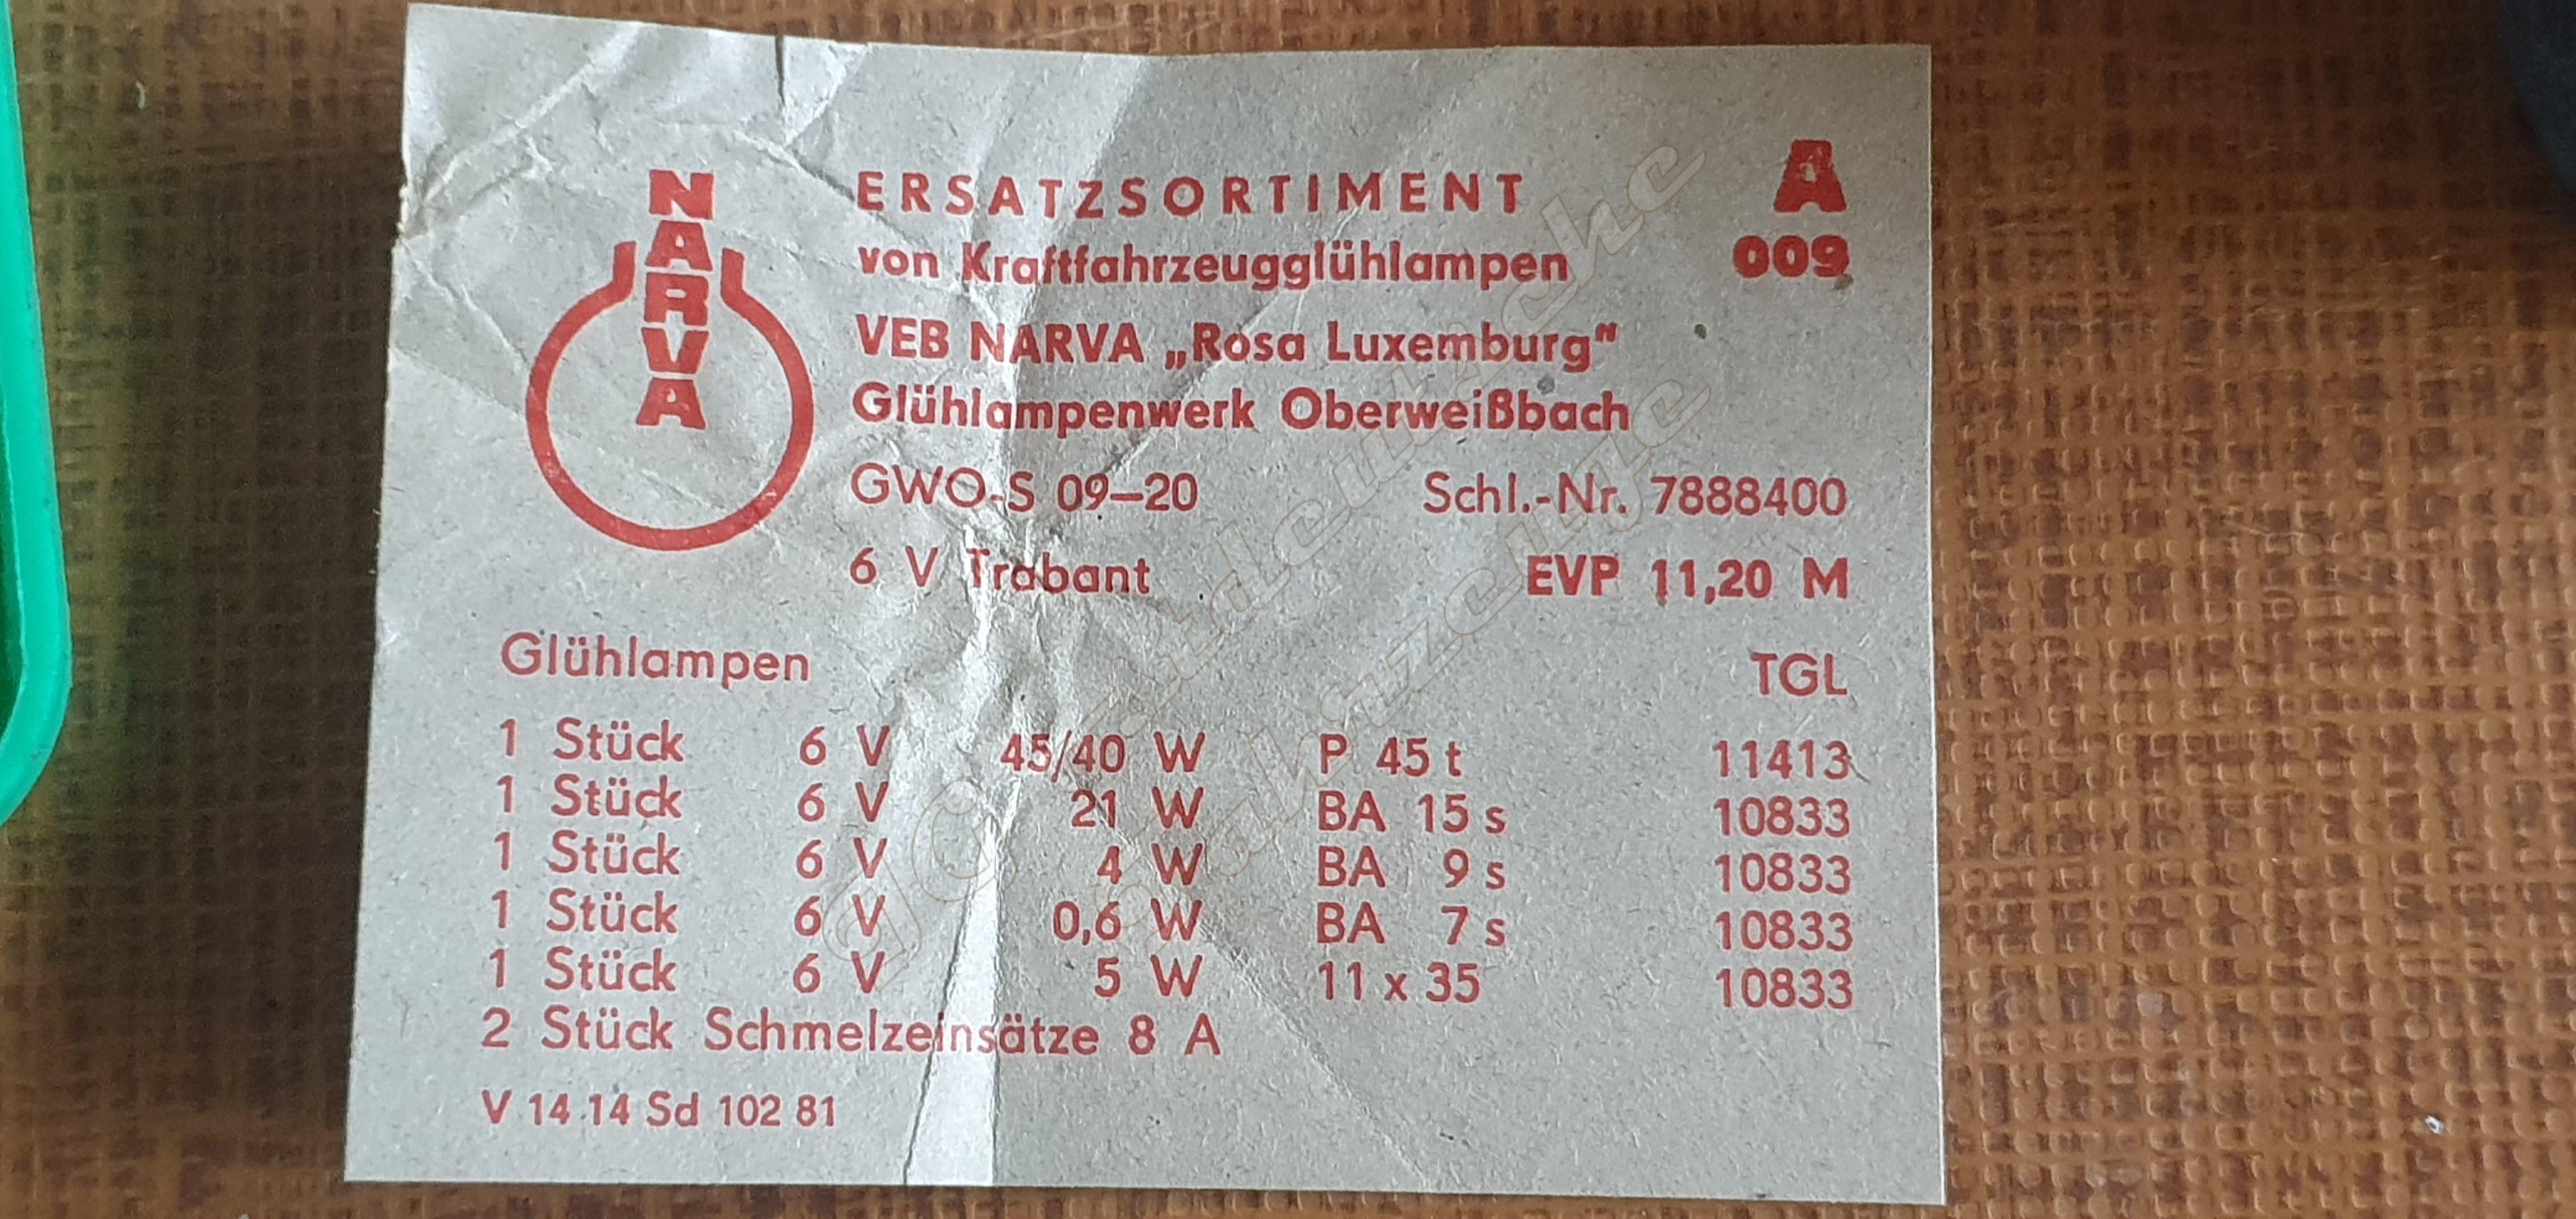 NARVA
ERSATZSORTIMENT
A
von Kraftfahrzeugglühlampen
009
VEB NARVA „Rosa Luxemburg"
Glühlampenwerk Oberweißbach
GWO-S 09–20 Schl.-Nr. 7888400
6 V Trabant EVP 11,20 M
Glühlampen TGL
1 Stück 6 V 45/40 W P 45 t 11413
1 Stück 6 V 21 W BA 15 s 10833
1 Stück 6 V 4 W BA 9 s 10833
1 Stück 6 V 0,6 W BA 7 s 10833
1 Stück 6 V 5 W 11 x 35 10833
2 Stück Schmelzeinsätze 8 A
V 14 14 Sd 102 81